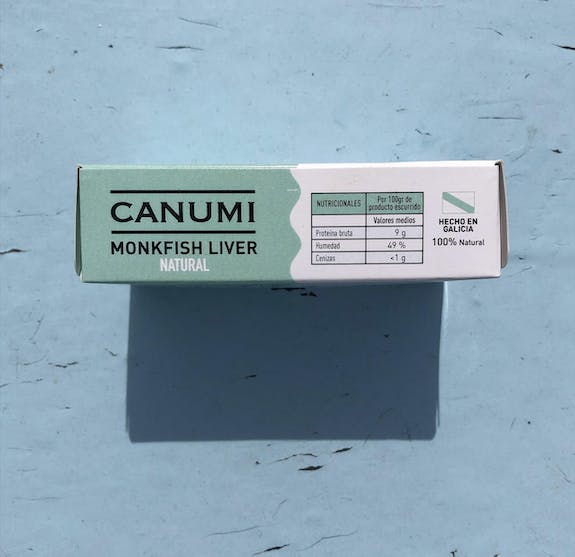 CANUMI
MONKFISH LIVER
NATURAL
NUTRICIONALES
Por 100gr de
producto escurrido
Valores medios
Proteína bruta 9 g
Humedad 49 %
Cenizas <1 g
HECHO EN
GALICIA
100% Natural